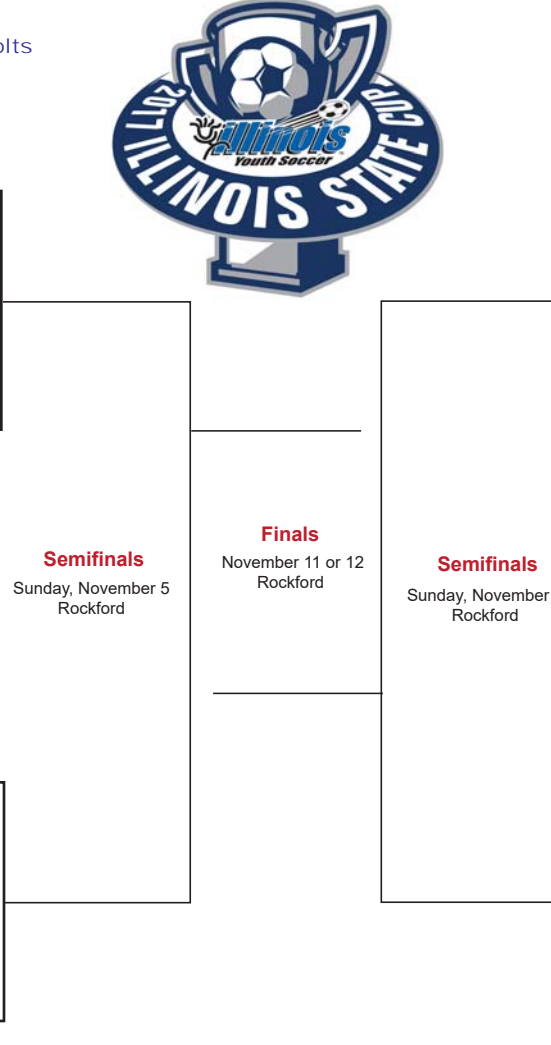 olts
2017 ILLINOIS STATE CUP
illinois
Youth Soccer
Finals
November 11 or 12
Rockford
Semifinals
Sunday, November 5
Rockford
Semifinals
Sunday, November
Rockford